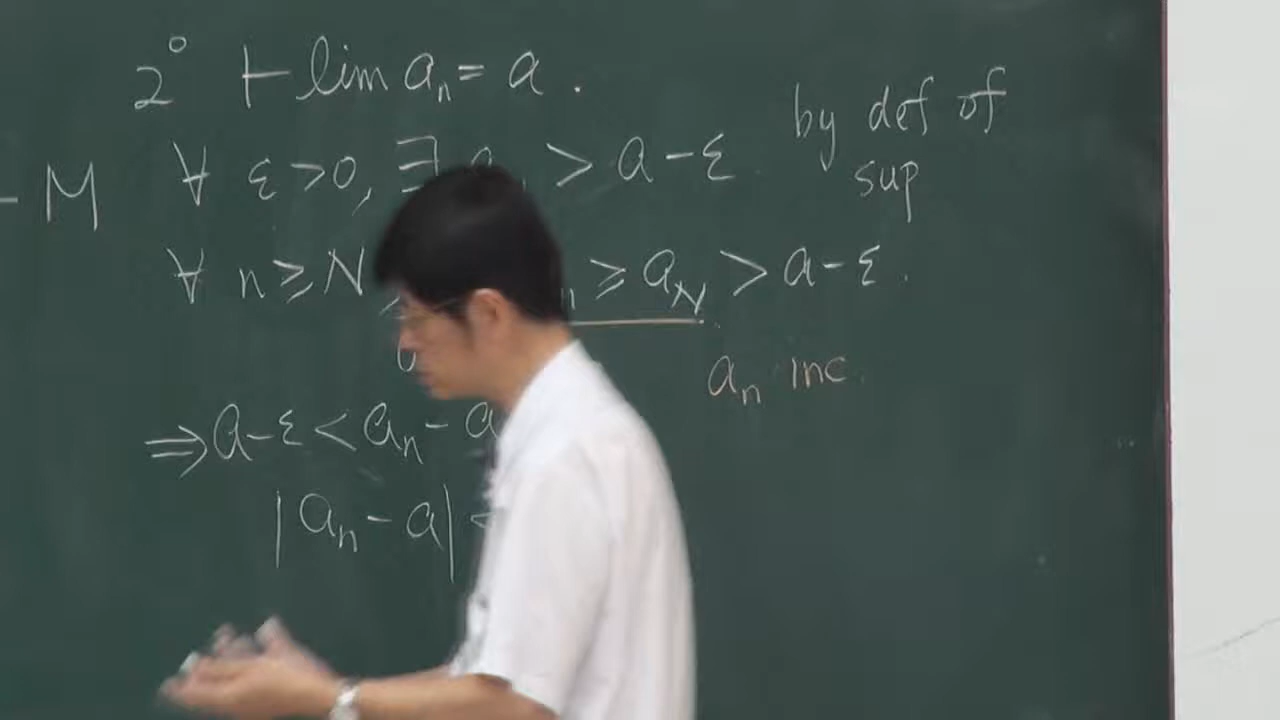 2° ⊢ lim aₙ = a .
by def of
sup
- M
∀ ε > 0, ∃ a > a - ε
∀ n ≥ N, ₙ ≥ a_N > a - ε .
aₙ inc
⇒ a - ε < aₙ - a
|aₙ - a| <